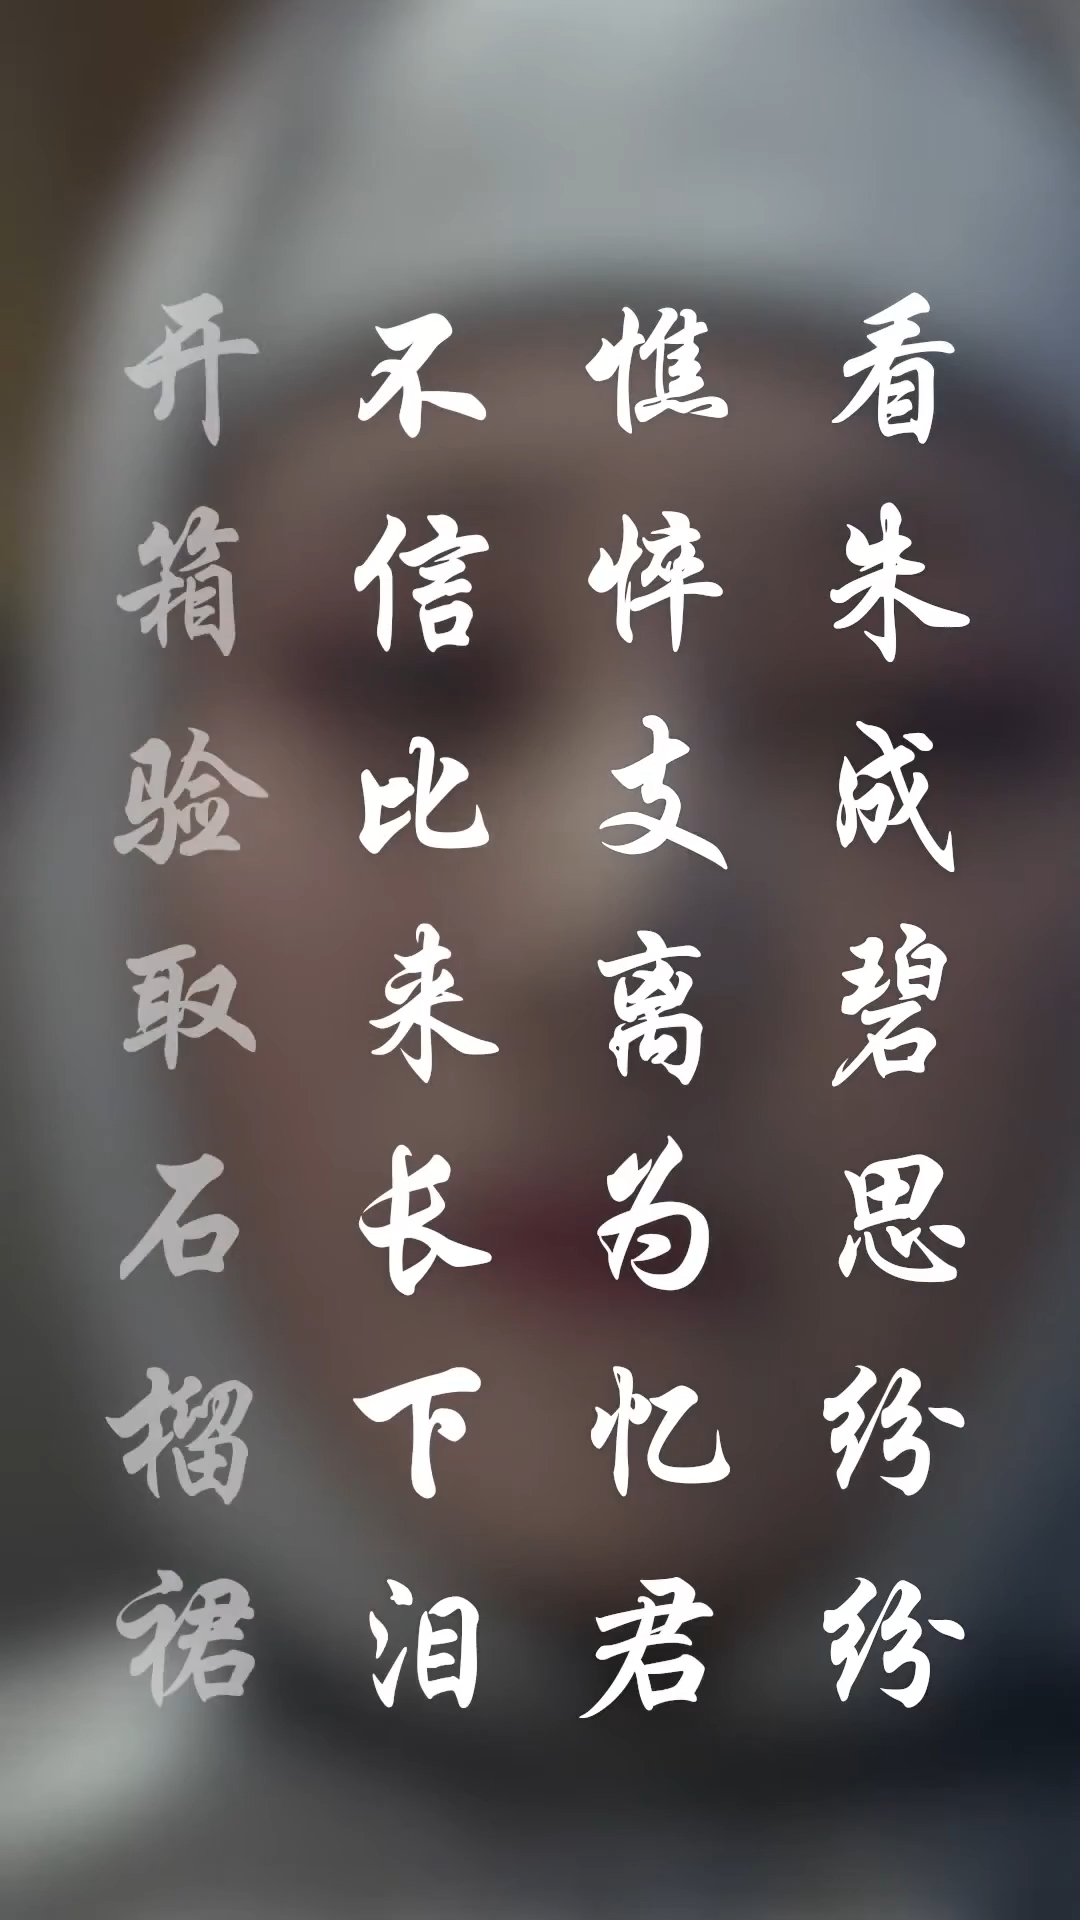 看朱成碧思纷纷
憔悴支离为忆君
不信比来长下泪
开箱验取石榴裙